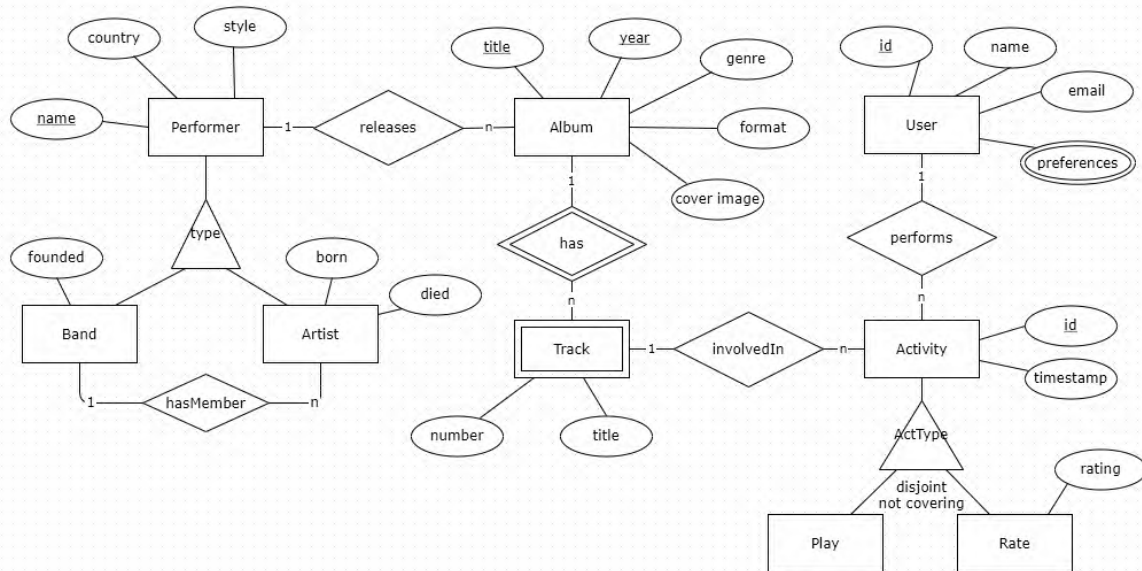 style
country
name
Performer
1
releases
n
title
year
genre
Album
format
cover image
id
name
email
User
preferences
1
has
n
1
performs
n
type
founded
born
died
Band
Artist
1
hasMember
n
Track
1
involvedIn
n
Activity
id
timestamp
number
title
ActType
disjoint
not covering
rating
Play
Rate